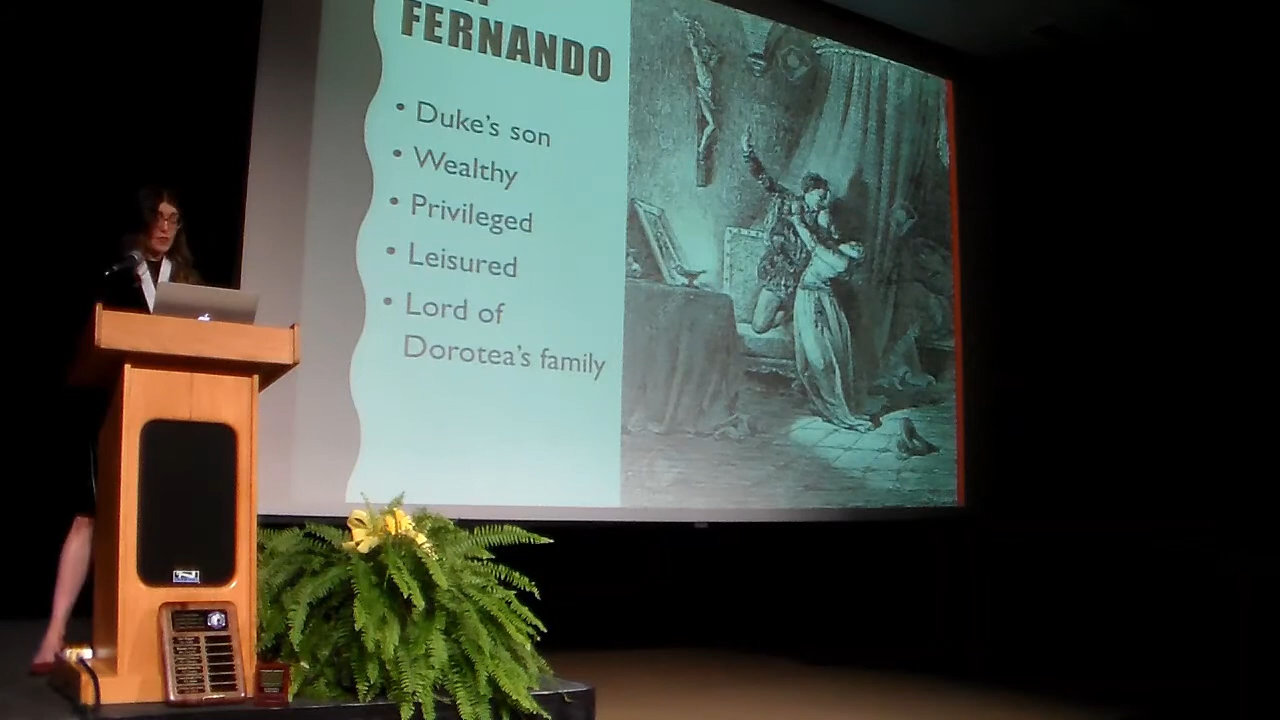 FERNANDO
• Duke's son
• Wealthy
• Privileged
• Leisured
• Lord of
Dorotea's family